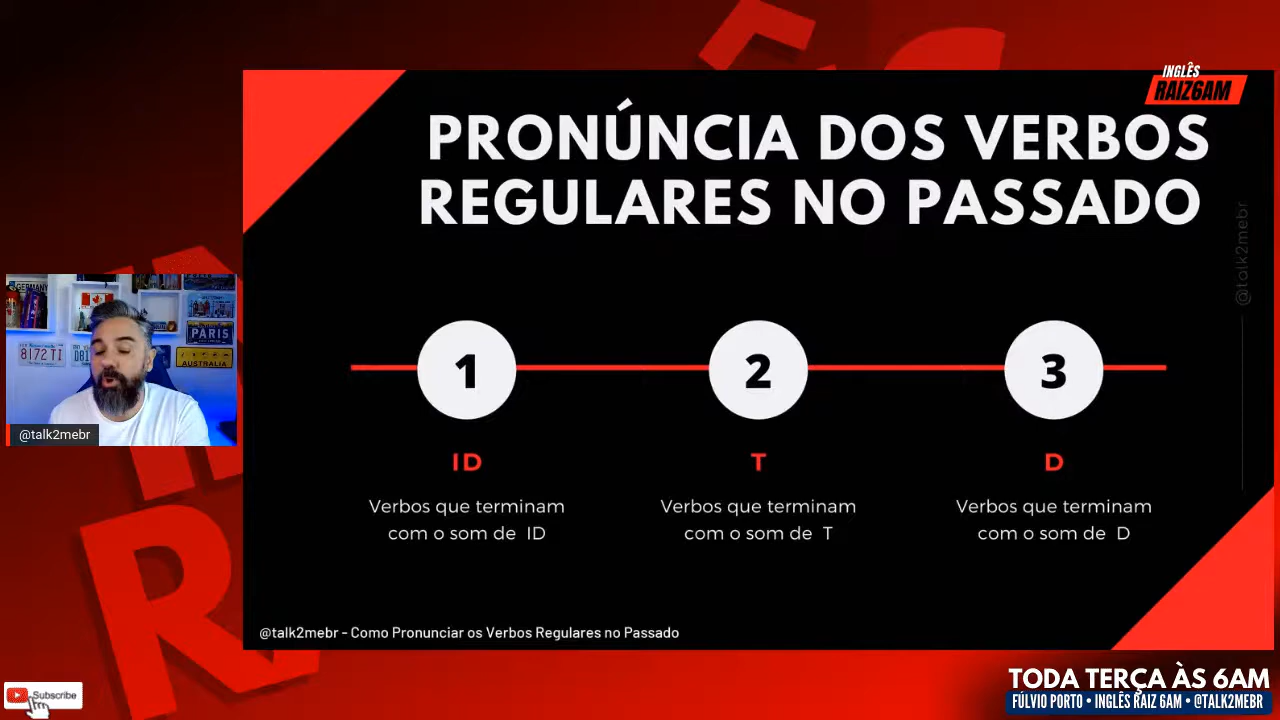 INGLÊS
RAIZ6AM
PRONÚNCIA DOS VERBOS
REGULARES NO PASSADO
@talk2mebr
1
2
3
ID
T
D
Verbos que terminam
com o som de ID
Verbos que terminam
com o som de T
Verbos que terminam
com o som de D
@talk2mebr - Como Pronunciar os Verbos Regulares no Passado
GERMANY
PARIS
8172 TI
AUSTRALIA
@talk2mebr
Subscribe
TODA TERÇA ÀS 6AM
FÚLVIO PORTO • INGLÊS RAIZ 6AM • @TALK2MEBR